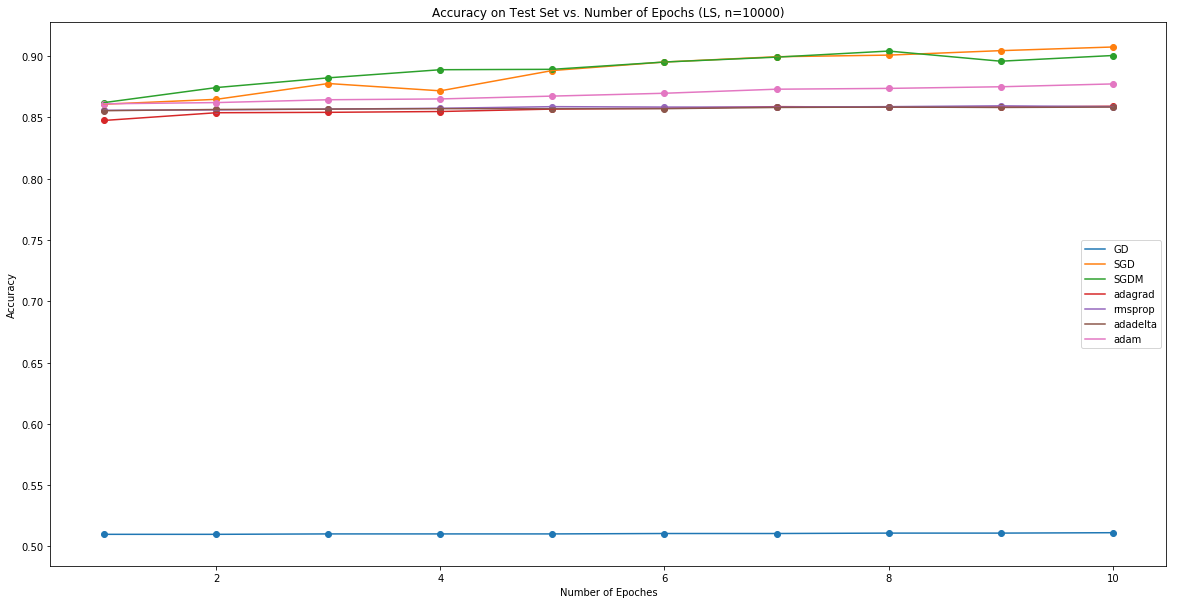 Accuracy on Test Set vs. Number of Epochs (LS, n=10000)
Accuracy
0.90
0.85
0.80
0.75
0.70
0.65
0.60
0.55
0.50
GD
SGD
SGDM
adagrad
rmsprop
adadelta
adam
2
4
6
8
10
Number of Epoches